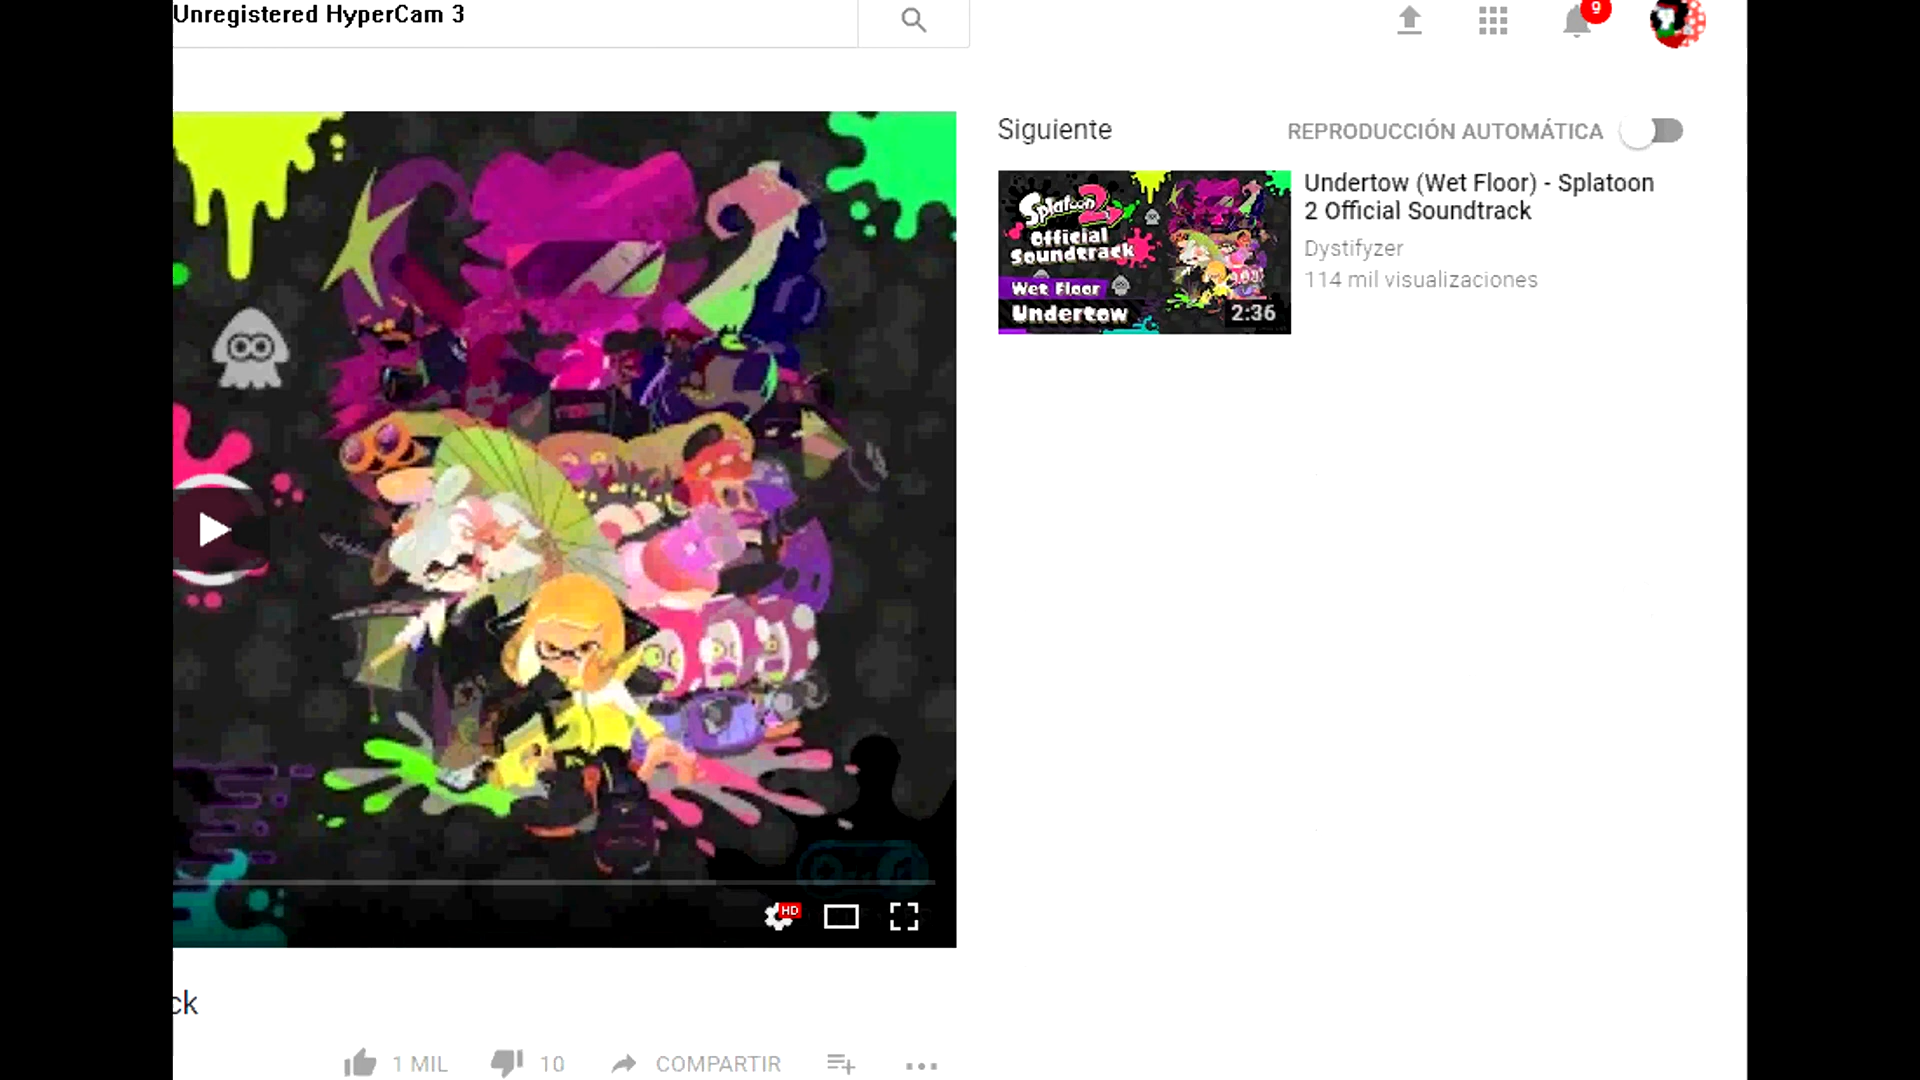 Unregistered HyperCam 3
9
Siguiente
REPRODUCCIÓN AUTOMÁTICA
Splatoon 2
Official
Soundtrack
Wet Floor
Undertow
2:36
Undertow (Wet Floor) - Splatoon
2 Official Soundtrack
Dystifyzer
114 mil visualizaciones
HD
ck
1 MIL
10
COMPARTIR